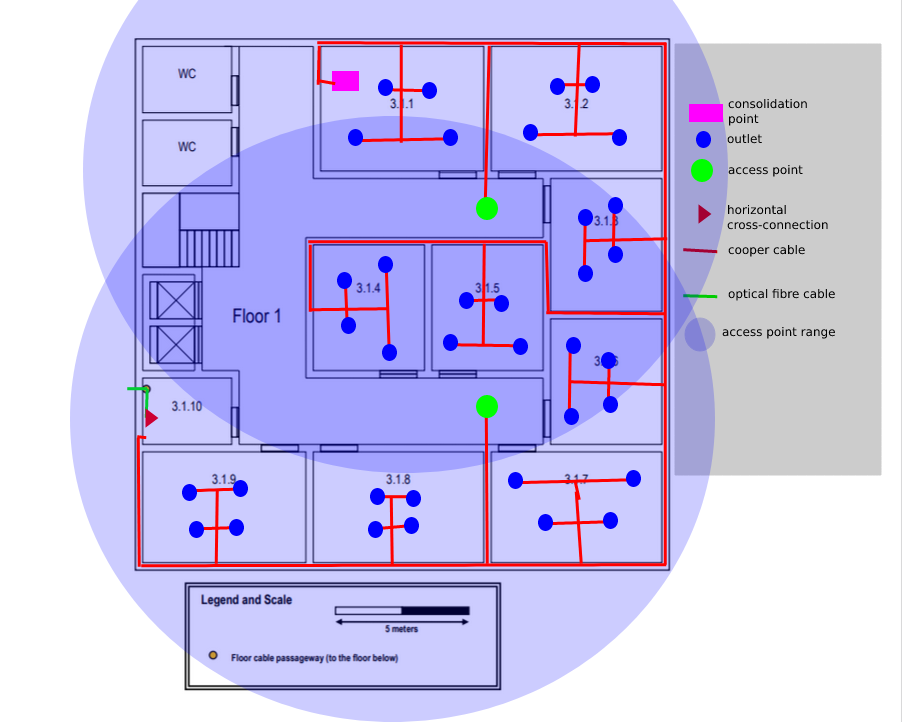 WC
3.1.1
3.1.2
consolidation
point
outlet
WC
access point
3.1.3
horizontal
cross-connection
cooper cable
3.1.4
3.1.5
optical fibre cable
Floor 1
access point range
3.1.6
3.1.10
3.1.9
3.1.8
3.1.7
Legend and Scale
5 meters
Floor cable passageway (to the floor below)